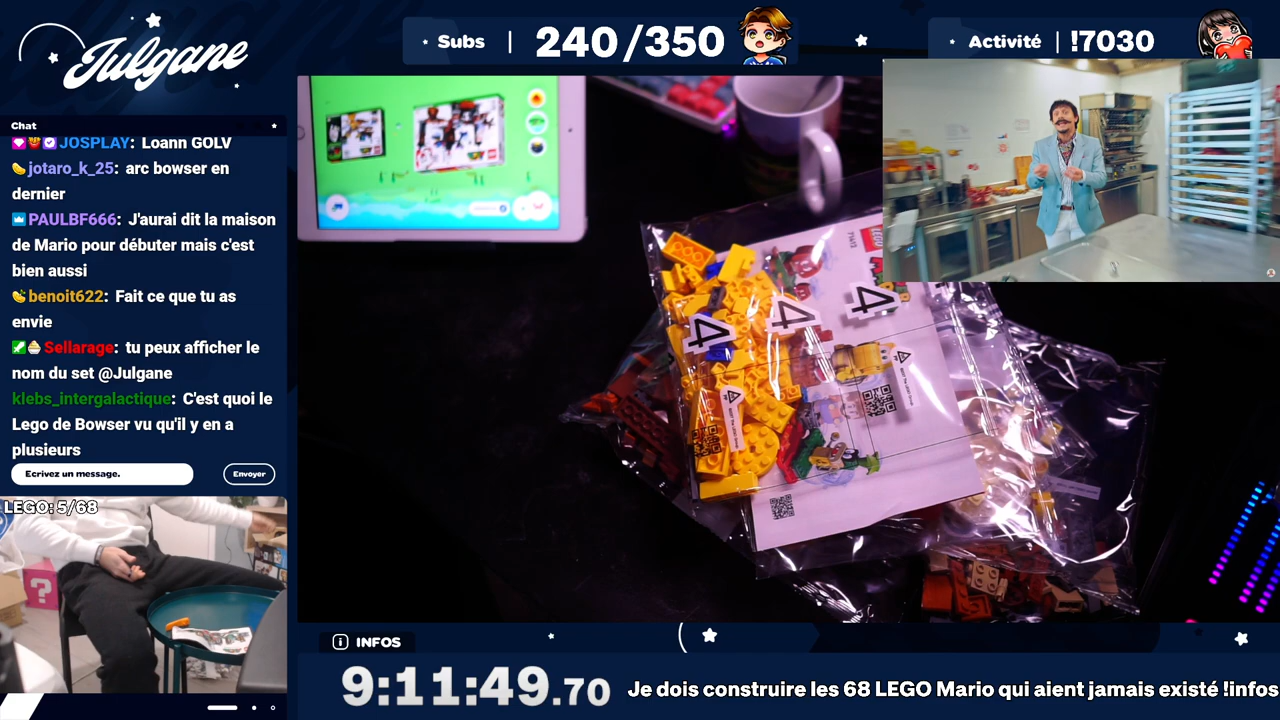 Julgane
Subs | 240/350
Activité | !7030
Chat
JOSPLAY: Loann GOLV
jotaro_k_25: arc bowser en
dernier
PAULBF666: J'aurai dit la maison
de Mario pour débuter mais c'est
bien aussi
benoit622: Fait ce que tu as
envie
Sellarage: tu peux afficher le
nom du set @Julgane
klebs_intergalactique: C'est quoi le
Lego de Bowser vu qu'il y en a
plusieurs
Ecrivez un message.
Envoyer
LEGO: 5/68
?
LEGO
71413
4
4
4
INFOS
9:11:49.70
Je dois construire les 68 LEGO Mario qui aient jamais existé !infos